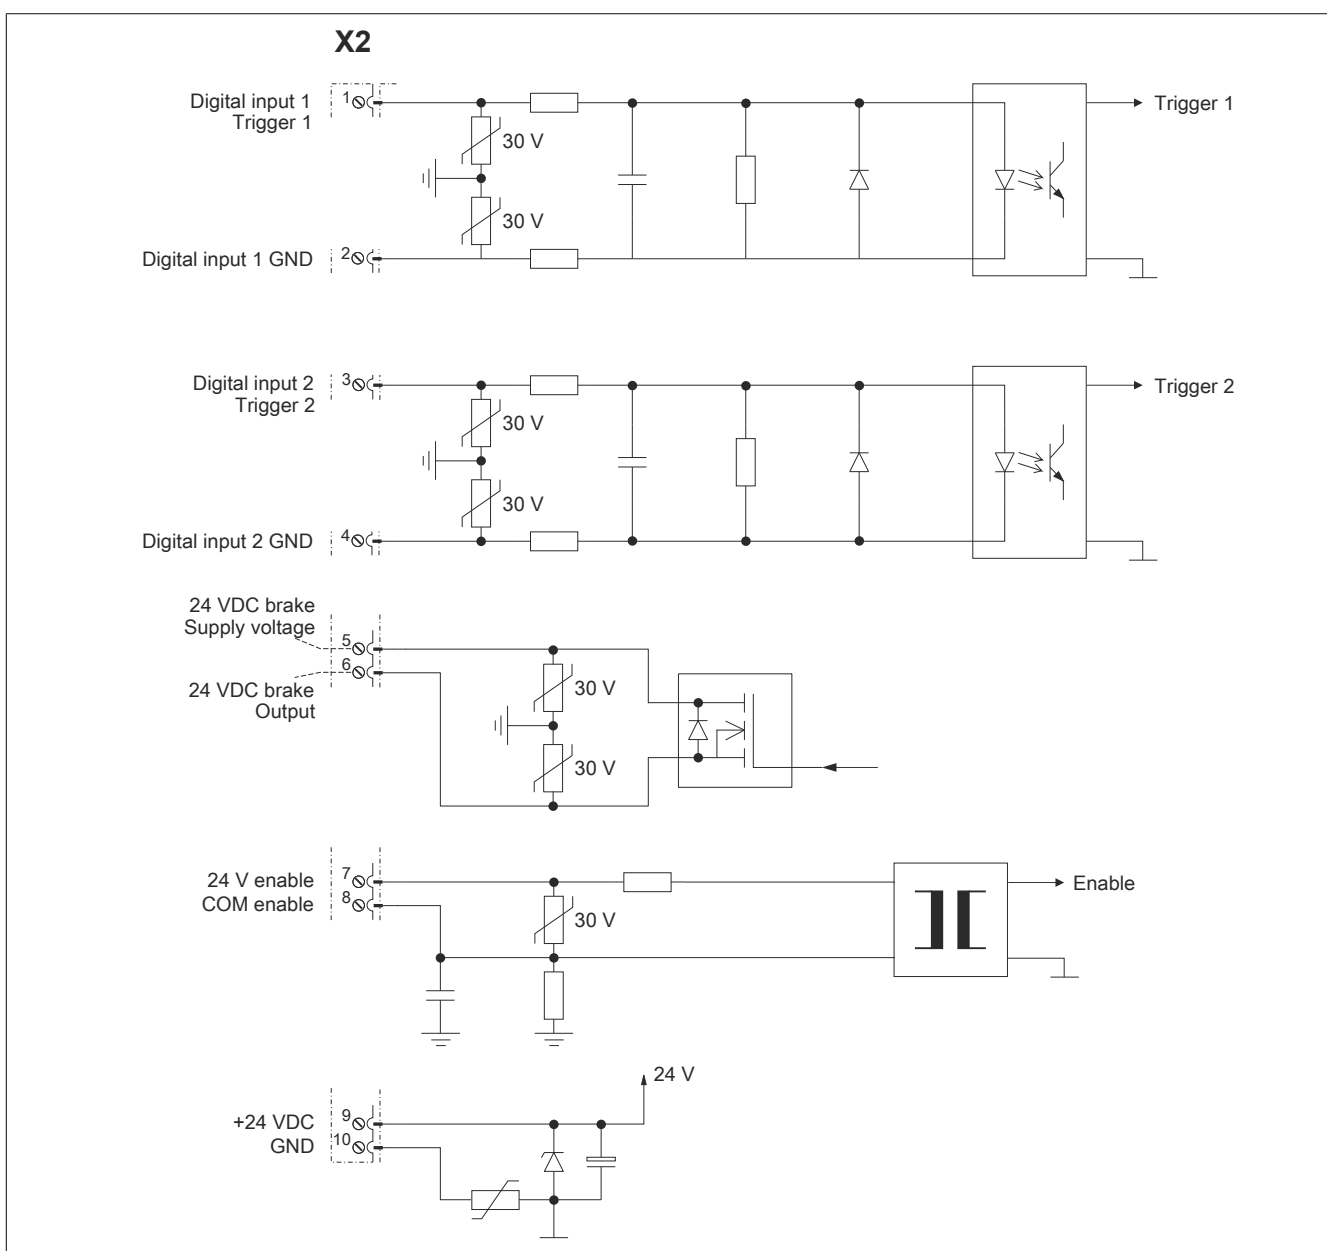 X2
Digital input 1
Trigger 1
1
30 V
30 V
Trigger 1
Digital input 1 GND
2
Digital input 2
Trigger 2
3
30 V
30 V
Trigger 2
Digital input 2 GND
4
24 VDC brake
Supply voltage
5
6
24 VDC brake
Output
30 V
30 V
24 V enable
7
COM enable
8
30 V
Enable
24 V
+24 VDC
9
GND
10